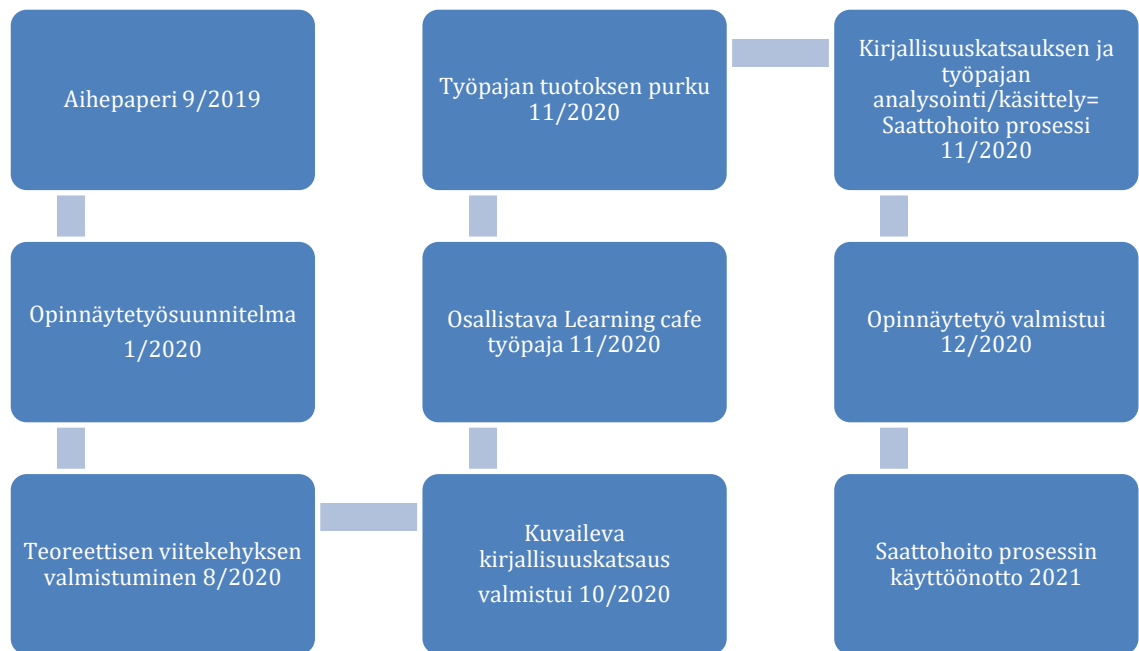 Aihepaperi 9/2019
Opinnäytetyösuunnitelma
1/2020
Teoreettisen viitekehyksen
valmistuminen 8/2020
Kuvaileva
kirjallisuuskatsaus
valmistui 10/2020
Osallistava Learning cafe
työpaja 11/2020
Työpajan tuotoksen purku
11/2020
Kirjallisuuskatsauksen ja
työpajan
analysointi/käsittely=
Saattohoito prosessi
11/2020
Opinnäytetyö valmistui
12/2020
Saattohoito prosessin
käyttöönotto 2021